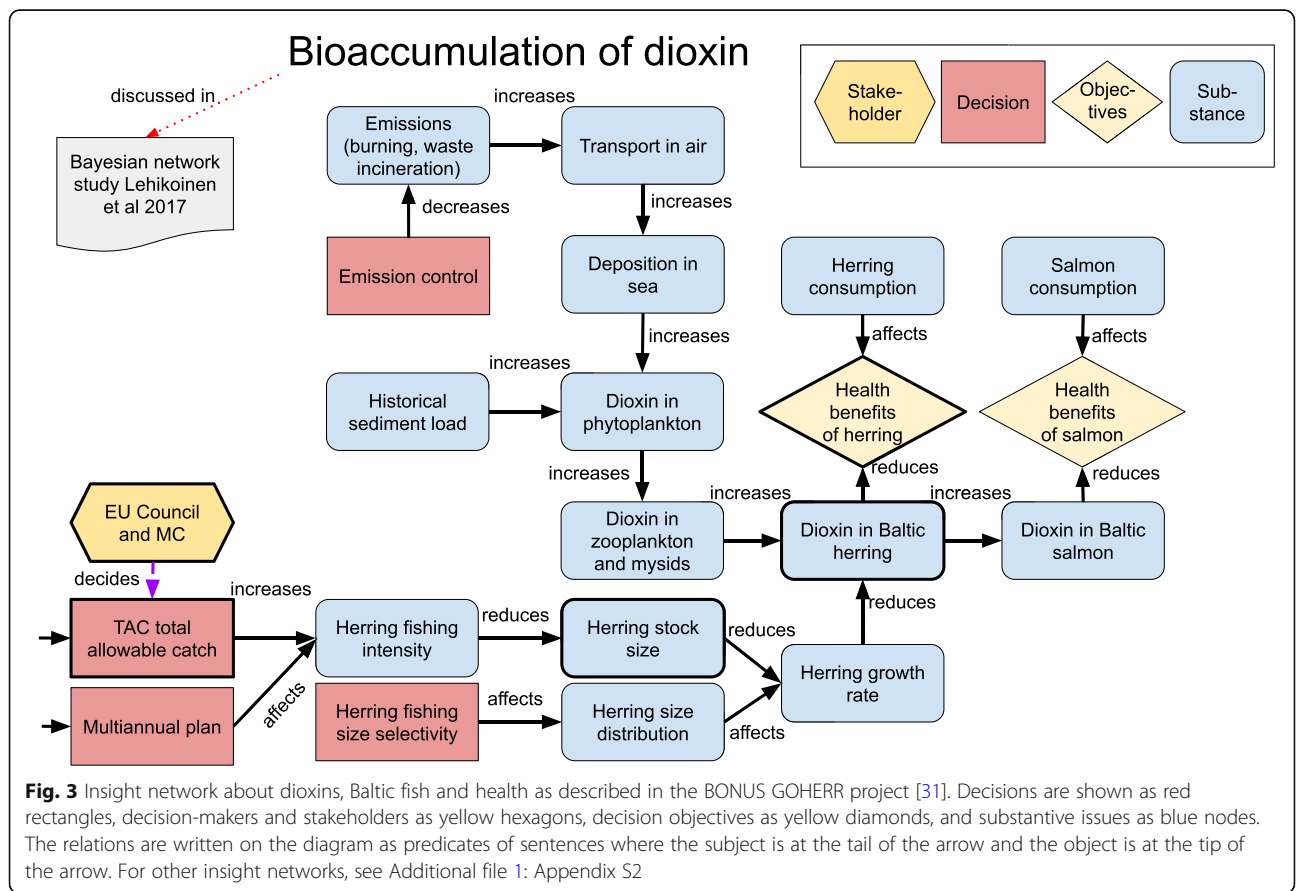 Bioaccumulation of dioxin
discussed in
Bayesian network
study Lehikoinen
et al 2017
Stake-
holder
Decision
Objec-
tives
Sub-
stance
Emissions
(burning, waste
incineration)
increases
Transport in air
decreases
increases
Emission control
Deposition in
sea
Herring
consumption
Salmon
consumption
increases
affects
affects
Historical
sediment load
increases
Dioxin in
phytoplankton
Health
benefits
of herring
Health
benefits
of salmon
increases
reduces
reduces
EU Council
and MC
Dioxin in
zooplankton
and mysids
increases
Dioxin in Baltic
herring
increases
Dioxin in Baltic
salmon
decides
increases
reduces
TAC total
allowable catch
Herring fishing
intensity
reduces
Herring stock
size
reduces
Herring growth
rate
Multiannual plan
affects
Herring fishing
size selectivity
affects
Herring size
distribution
affects
Fig. 3 Insight network about dioxins, Baltic fish and health as described in the BONUS GOHERR project [31]. Decisions are shown as red
rectangles, decision-makers and stakeholders as yellow hexagons, decision objectives as yellow diamonds, and substantive issues as blue nodes.
The relations are written on the diagram as predicates of sentences where the subject is at the tail of the arrow and the object is at the tip of
the arrow. For other insight networks, see Additional file 1: Appendix S2